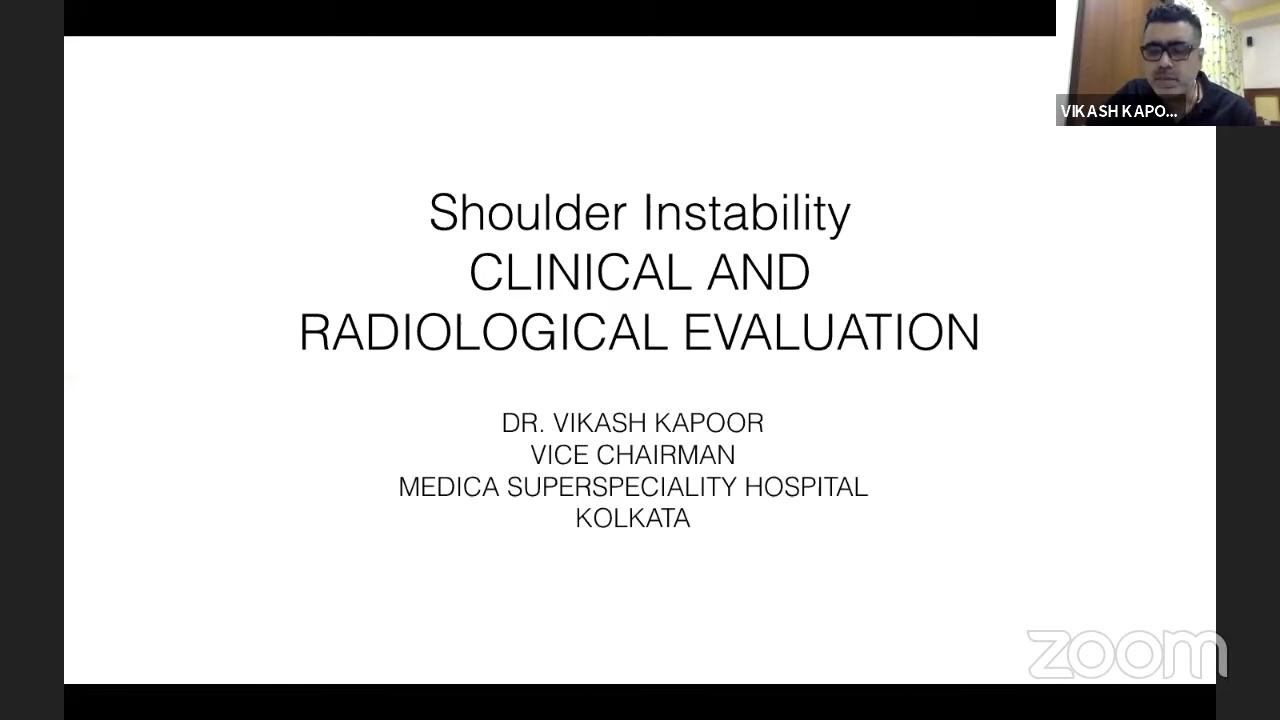 VIKASH KAPO...
Shoulder Instability
CLINICAL AND
RADIOLOGICAL EVALUATION
DR. VIKASH KAPOOR
VICE CHAIRMAN
MEDICA SUPERSPECIALITY HOSPITAL
KOLKATA
zoom